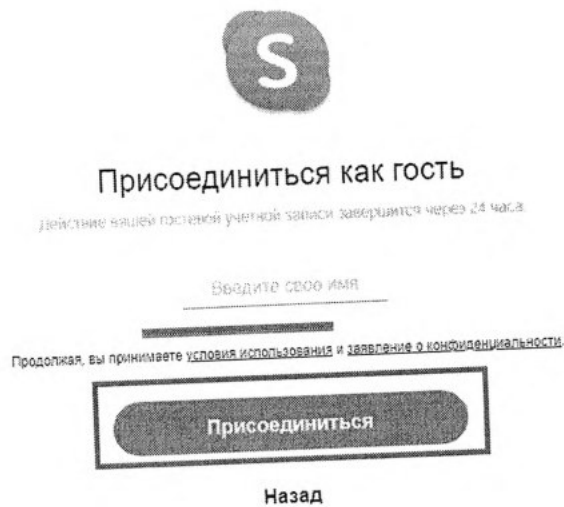 S
Присоединиться как гость
Действие вашей гостевой учетной записи завершится через 24 часа.
Введите свое имя
Продолжая, вы принимаете условия использования и заявление о конфиденциальности.
Присоединиться
Назад